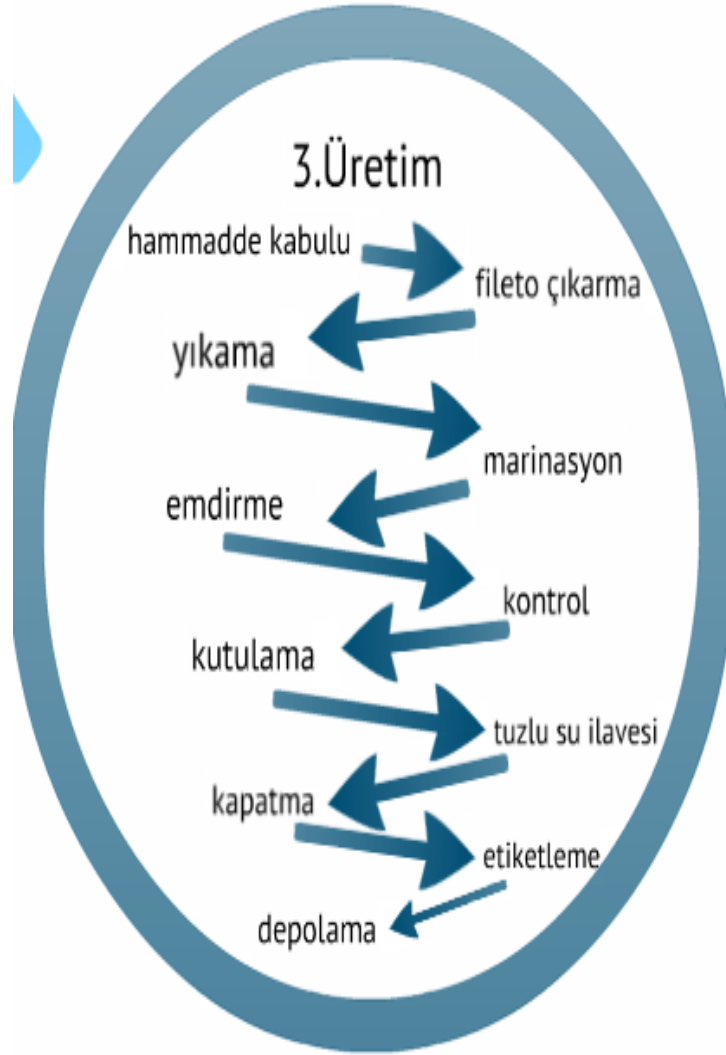 3.Üretim
hammadde kabulu
fileto çıkarma
yıkama
marinasyon
emdirme
kontrol
kutulama
tuzlu su ilavesi
kapatma
etiketleme
depolama